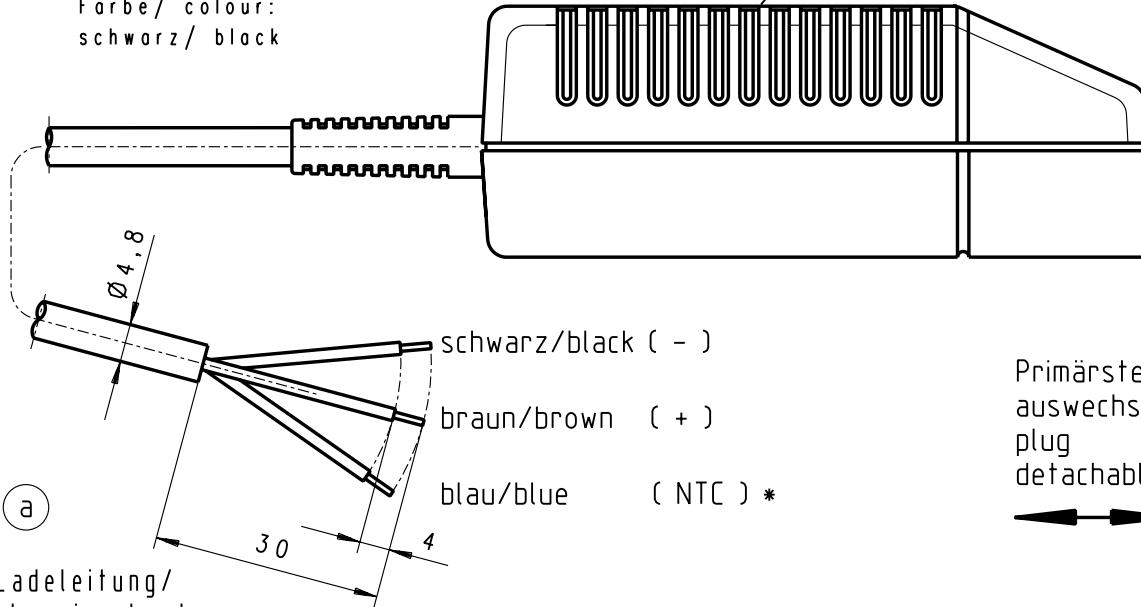 Farbe/ colour:
schwarz/ black
Ø4,8
schwarz/black ( - )
braun/brown ( + )
blau/blue ( NTC ) *
a
30
4
Primärste
auswechs
plug
detachabl
Ladeleitung/